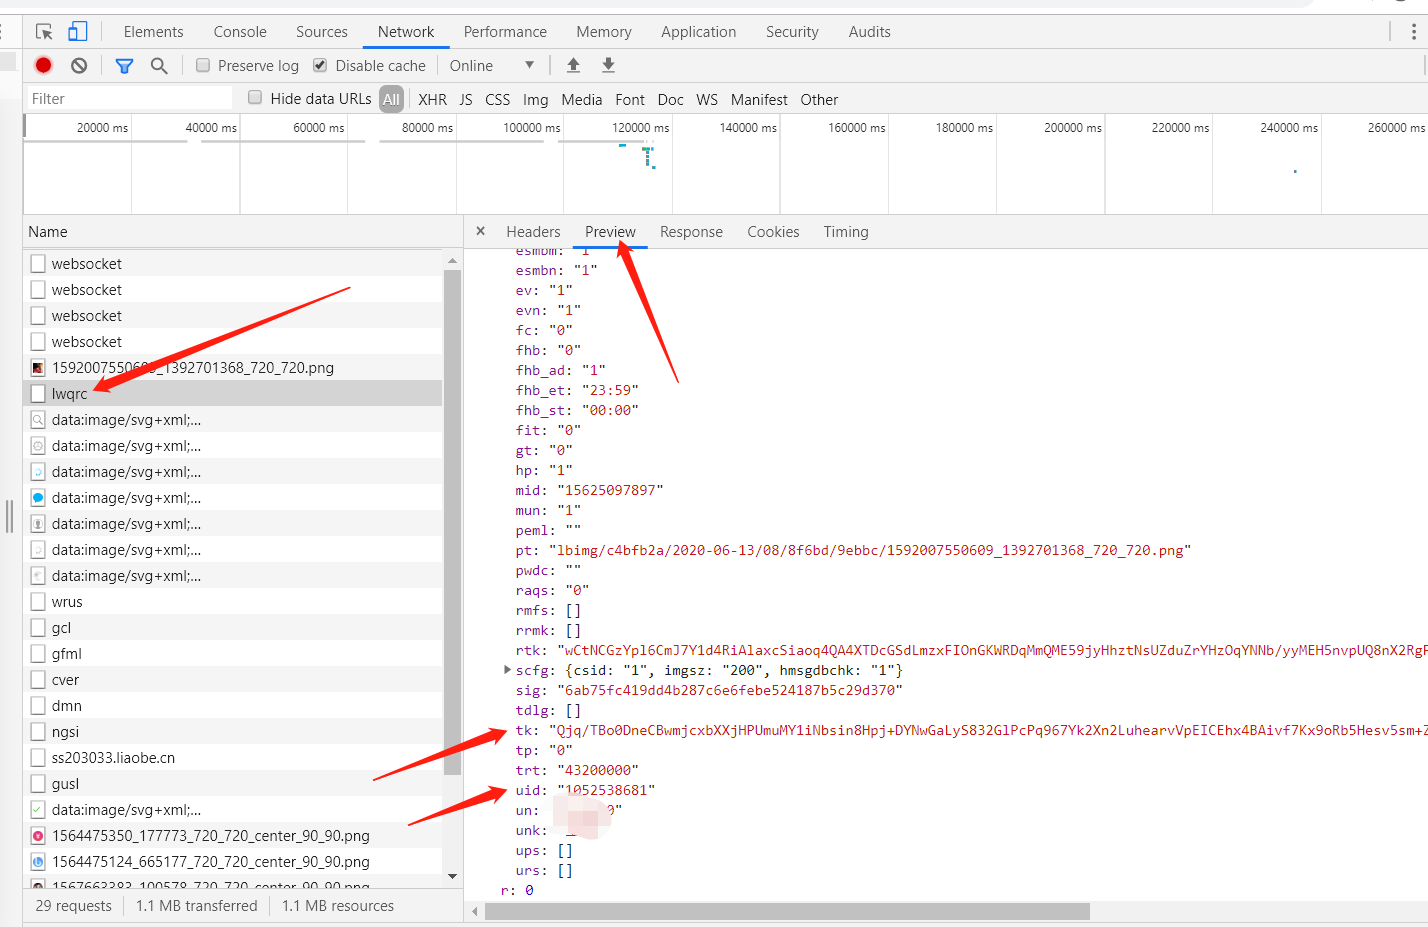 Elements Console Sources Network Performance Memory Application Security Audits
Preserve log Disable cache Online
Filter Hide data URLs All XHR JS CSS Img Media Font Doc WS Manifest Other
20000 ms 40000 ms 60000 ms 80000 ms 100000 ms 120000 ms 140000 ms 160000 ms 180000 ms 200000 ms 220000 ms 240000 ms 260000 ms
Name
websocket
websocket
websocket
websocket
1592007550609_1392701368_720_720.png
lwqrc
data:image/svg+xml;...
data:image/svg+xml;...
data:image/svg+xml;...
data:image/svg+xml;...
data:image/svg+xml;...
data:image/svg+xml;...
data:image/svg+xml;...
wrus
gcl
gfml
cver
dmn
ngsi
ss203033.liaobe.cn
gusl
data:image/svg+xml;...
1564475350_177773_720_720_center_90_90.png
1564475124_665177_720_720_center_90_90.png
1567663383_100578_720_720_center_90_90.png
29 requests 1.1 MB transferred 1.1 MB resources
× Headers Preview Response Cookies Timing
esmbm: "1"
esmbn: "1"
ev: "1"
evn: "1"
fc: "0"
fhb: "0"
fhb_ad: "1"
fhb_et: "23:59"
fhb_st: "00:00"
fit: "0"
gt: "0"
hp: "1"
mid: "15625097897"
mun: "1"
peml: ""
pt: "lbimg/c4bfb2a/2020-06-13/08/8f6bd/9ebbc/1592007550609_1392701368_720_720.png"
pwdc: ""
raqs: "0"
rmfs: []
rrmk: []
rtk: "wCtNCGzYpl6CmJ7Y1d4RiAlaxcSiaoq4QA4XTDcGSdLmzxFIOnGKWRDqMmQME59jyHhztNsUZduZrYHzOqYNNb/yyMEH5nvpUQ8nX2RgF
scfg: {csid: "1", imgsz: "200", hmsgdbchk: "1"}
sig: "6ab75fc419dd4b287c6e6febe524187b5c29d370"
tdlg: []
tk: "Qjq/TBo0DneCBwmjcxbXXjHPUmuMY1iNbsin8Hpj+DYNwGaLyS832GlPcPq967Yk2Xn2LuhearvVpEICEhx4BAivf7Kx9oRb5Hesv5sm+Z
tp: "0"
trt: "43200000"
uid: "1052538681"
un: 0"
unk:
ups: []
urs: []
r: 0